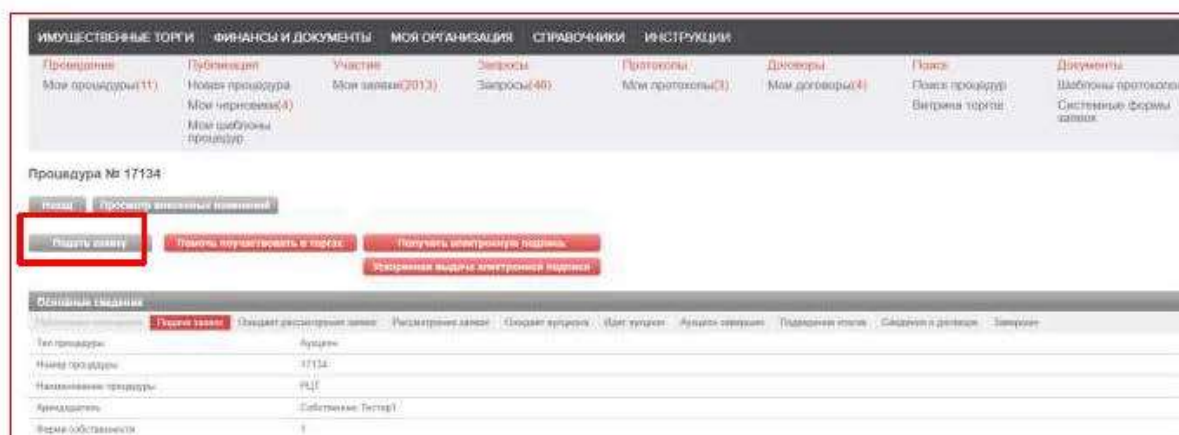 ИМУЩЕСТВЕННЫЕ ТОРГИ ФИНАНСЫ И ДОКУМЕНТЫ МОЯ ОРГАНИЗАЦИЯ СПРАВОЧНИКИ ИНСТРУКЦИИ
Проведение Публикация Участие Запросы Протоколы Договоры Поиск Документы
Мои процедуры(11) Новая процедура Мои заявки(2013) Запросы(46) Мои протоколы(3) Мои договоры(4) Поиск процедур Шаблоны протоколов
Мои черновики(4) Витрина торгов Системные формы
Мои шаблоны заявок
процедур
Процедура № 17134
Назад Просмотр внесенных изменений
Подать заявку Помочь поучаствовать в торгах Получить электронную подпись
Ускоренная выдача электронной подписи
Основные сведения
Подача заявок Ожидает рассмотрения заявок Рассмотрение заявок Ожидает аукциона Идет аукцион Аукцион завершен Подведение итогов Сведения о договоре Завершен
Тип процедуры Аукцион
Номер процедуры 17134
Наименование процедуры РЦТ
Арендодатель Собственник Тестер1
Форма собственности 1